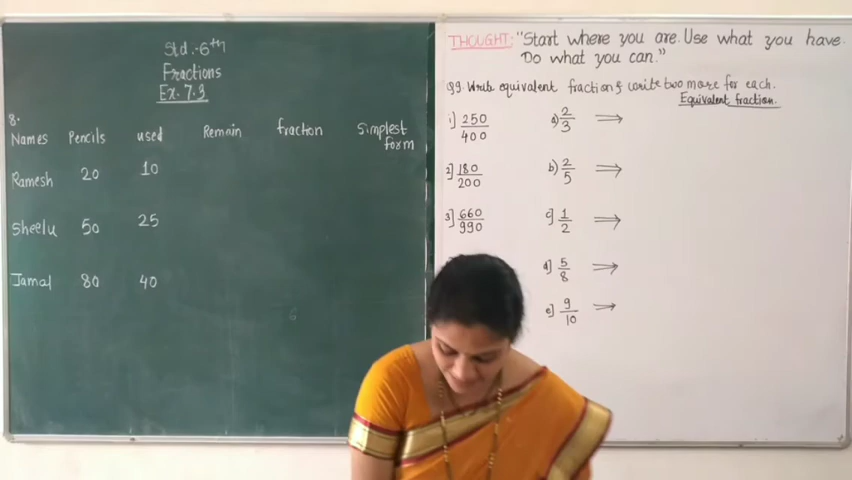 Std.-6th
Fractions
Ex. 7.3
8.
Names Pencils used Remain fraction Simplest form
Ramesh 20 10
Sheelu 50 25
Jamal 80 40
THOUGHT: "Start where you are. Use what you have.
Do what you can."
Q9. Write equivalent fraction & write two more for each.
Equivalent fraction.
1] 250/400 a) 2/3 ⇒
2] 180/200 b) 2/5 ⇒
3] 660/990 c] 1/2 ⇒
d] 5/8 ⇒
e] 9/10 ⇒